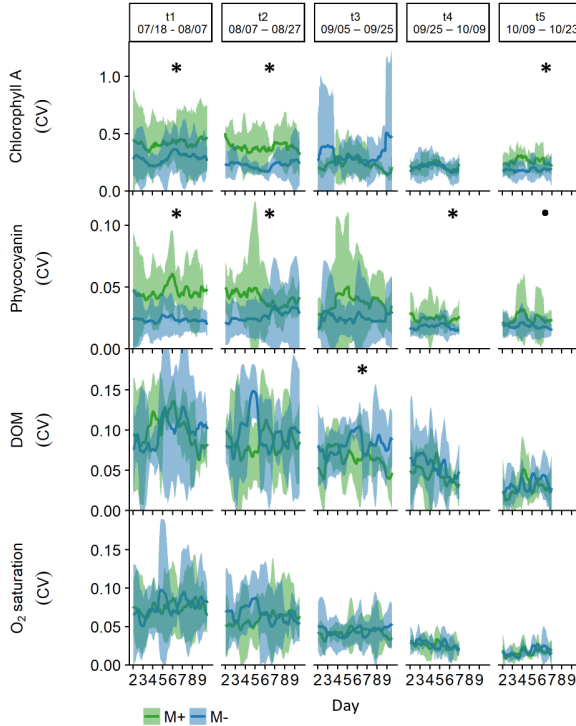 t1 t2 t3 t4 t5
07/18 - 08/07 08/07 – 08/27 09/05 – 09/25 09/25 – 10/09 10/09 – 10/23
Chlorophyll A
(CV)
1.0
0.5
0.0
* * *
Phycocyanin
(CV)
0.10
0.05
0.00
* * * •
DOM
(CV)
0.15
0.10
0.05
0.00
*
O₂ saturation
(CV)
0.15
0.10
0.05
0.00
23456789 23456789 23456789 23456789 23456789
Day
M+ M-